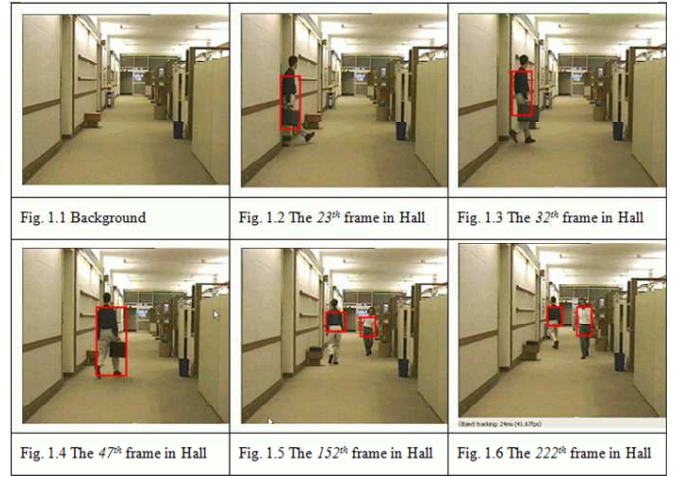 Fig. 1.1 Background
Fig. 1.2 The 23th frame in Hall
Fig. 1.3 The 32th frame in Hall
Object tracking: 24ms (41.67fps)
Fig. 1.4 The 47th frame in Hall
Fig. 1.5 The 152th frame in Hall
Fig. 1.6 The 222th frame in Hall